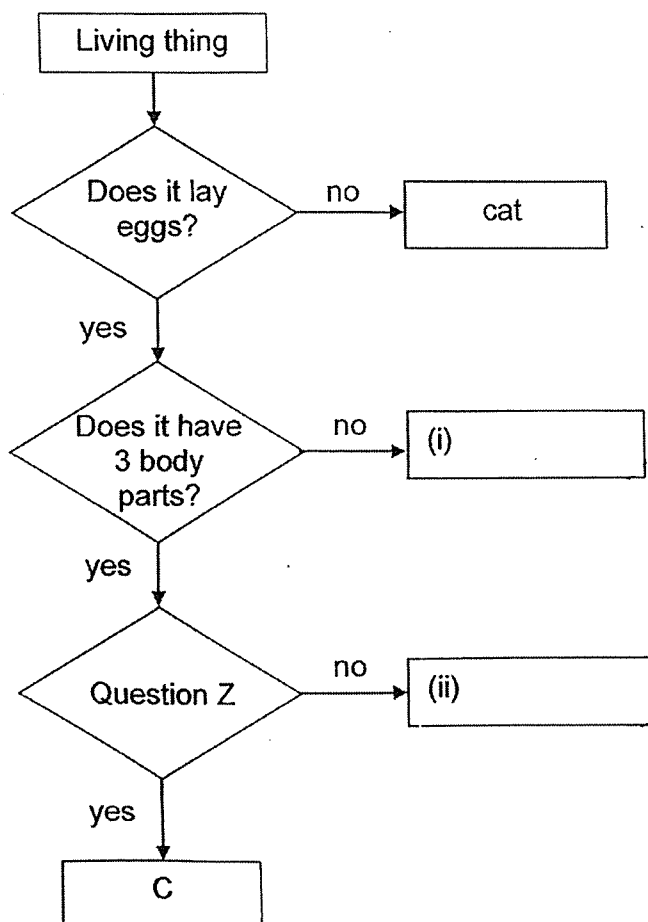 Living thing
Does it lay
eggs?
no
cat
yes
Does it have
3 body
parts?
no
(i)
yes
Question Z
no
(ii)
yes
C